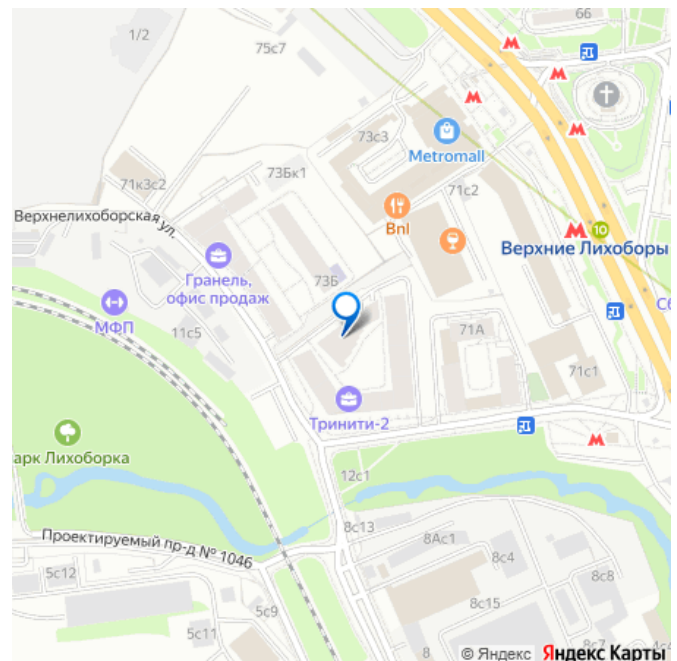 66
1/2
75с7
73с3
Metromall
73Бк1
71к3с2
71с2
Верхнелихоборская ул.
Bnl
10
Верхние Лихоборы
Гранель,
офис продаж
73Б
МФП
11с5
71А
71с1
Тринити-2
арк Лихоборка
12с1
8с13
8Ас1
Проектируемый пр-д № 1046
8с4
5с12
8с8
5с9
8с15
5с11
8
8с7
© Яндекс Яндекс Карты